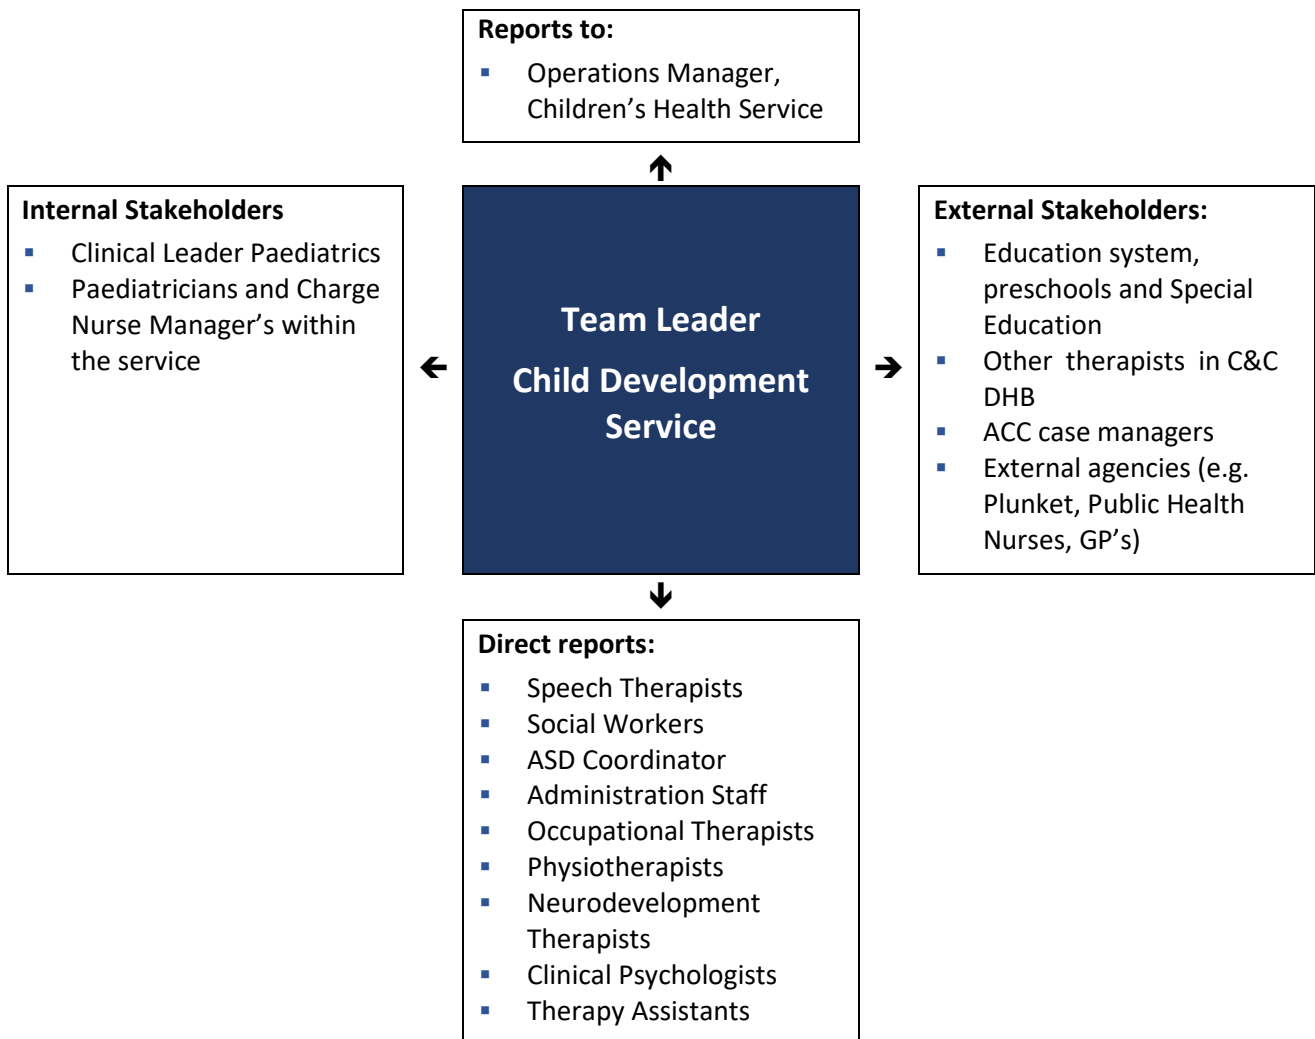 Reports to:
▪ Operations Manager,
Children’s Health Service
Internal Stakeholders
▪ Clinical Leader Paediatrics
▪ Paediatricians and Charge
Nurse Manager’s within
the service
Team Leader
Child Development
Service
External Stakeholders:
▪ Education system,
preschools and Special
Education
▪ Other therapists in C&C
DHB
▪ ACC case managers
▪ External agencies (e.g.
Plunket, Public Health
Nurses, GP’s)
Direct reports:
▪ Speech Therapists
▪ Social Workers
▪ ASD Coordinator
▪ Administration Staff
▪ Occupational Therapists
▪ Physiotherapists
▪ Neurodevelopment
Therapists
▪ Clinical Psychologists
▪ Therapy Assistants